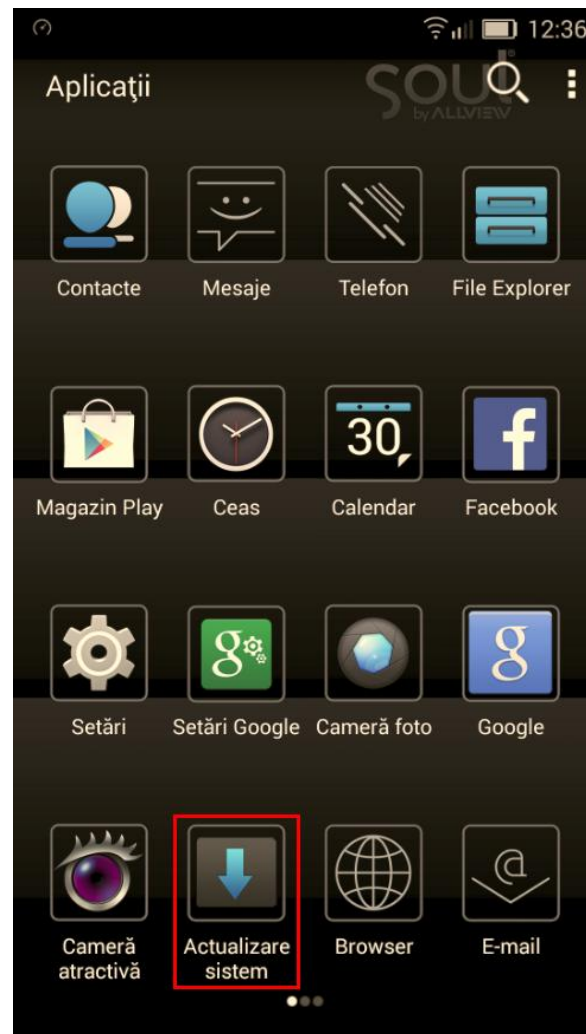 12:36
Aplicaţii
SOUL
by ALLVIEW
Contacte Mesaje Telefon File Explorer
30
f
Magazin Play Ceas Calendar Facebook
g
g
Setări Setări Google Cameră foto Google
@
Cameră atractivă Actualizare sistem Browser E-mail